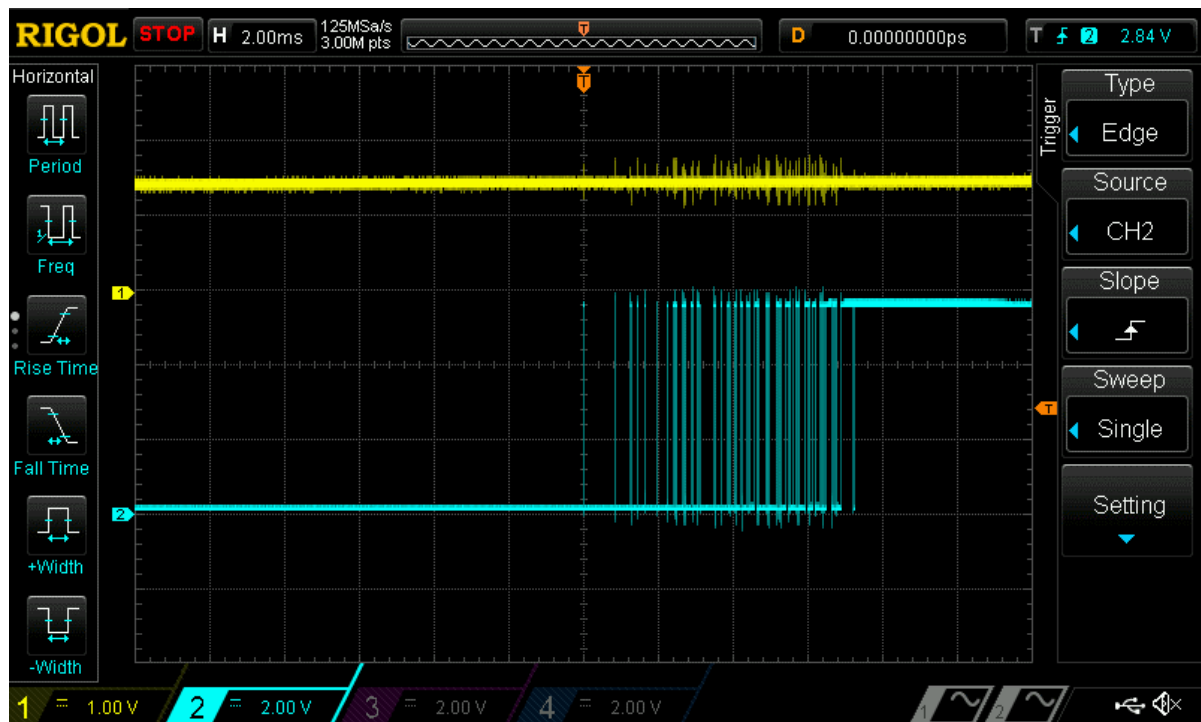 RIGOL STOP H 2.00ms 125MSa/s
3.00M pts
T
D 0.00000000ps
T 2 2.84 V
Horizontal
Period
Freq
Rise Time
Fall Time
+Width
-Width
T
1
2
T
Trigger
Type
Edge
Source
CH2
Slope
Sweep
Single
Setting
1 1.00 V
2 2.00 V
3 2.00 V
4 2.00 V
1
2